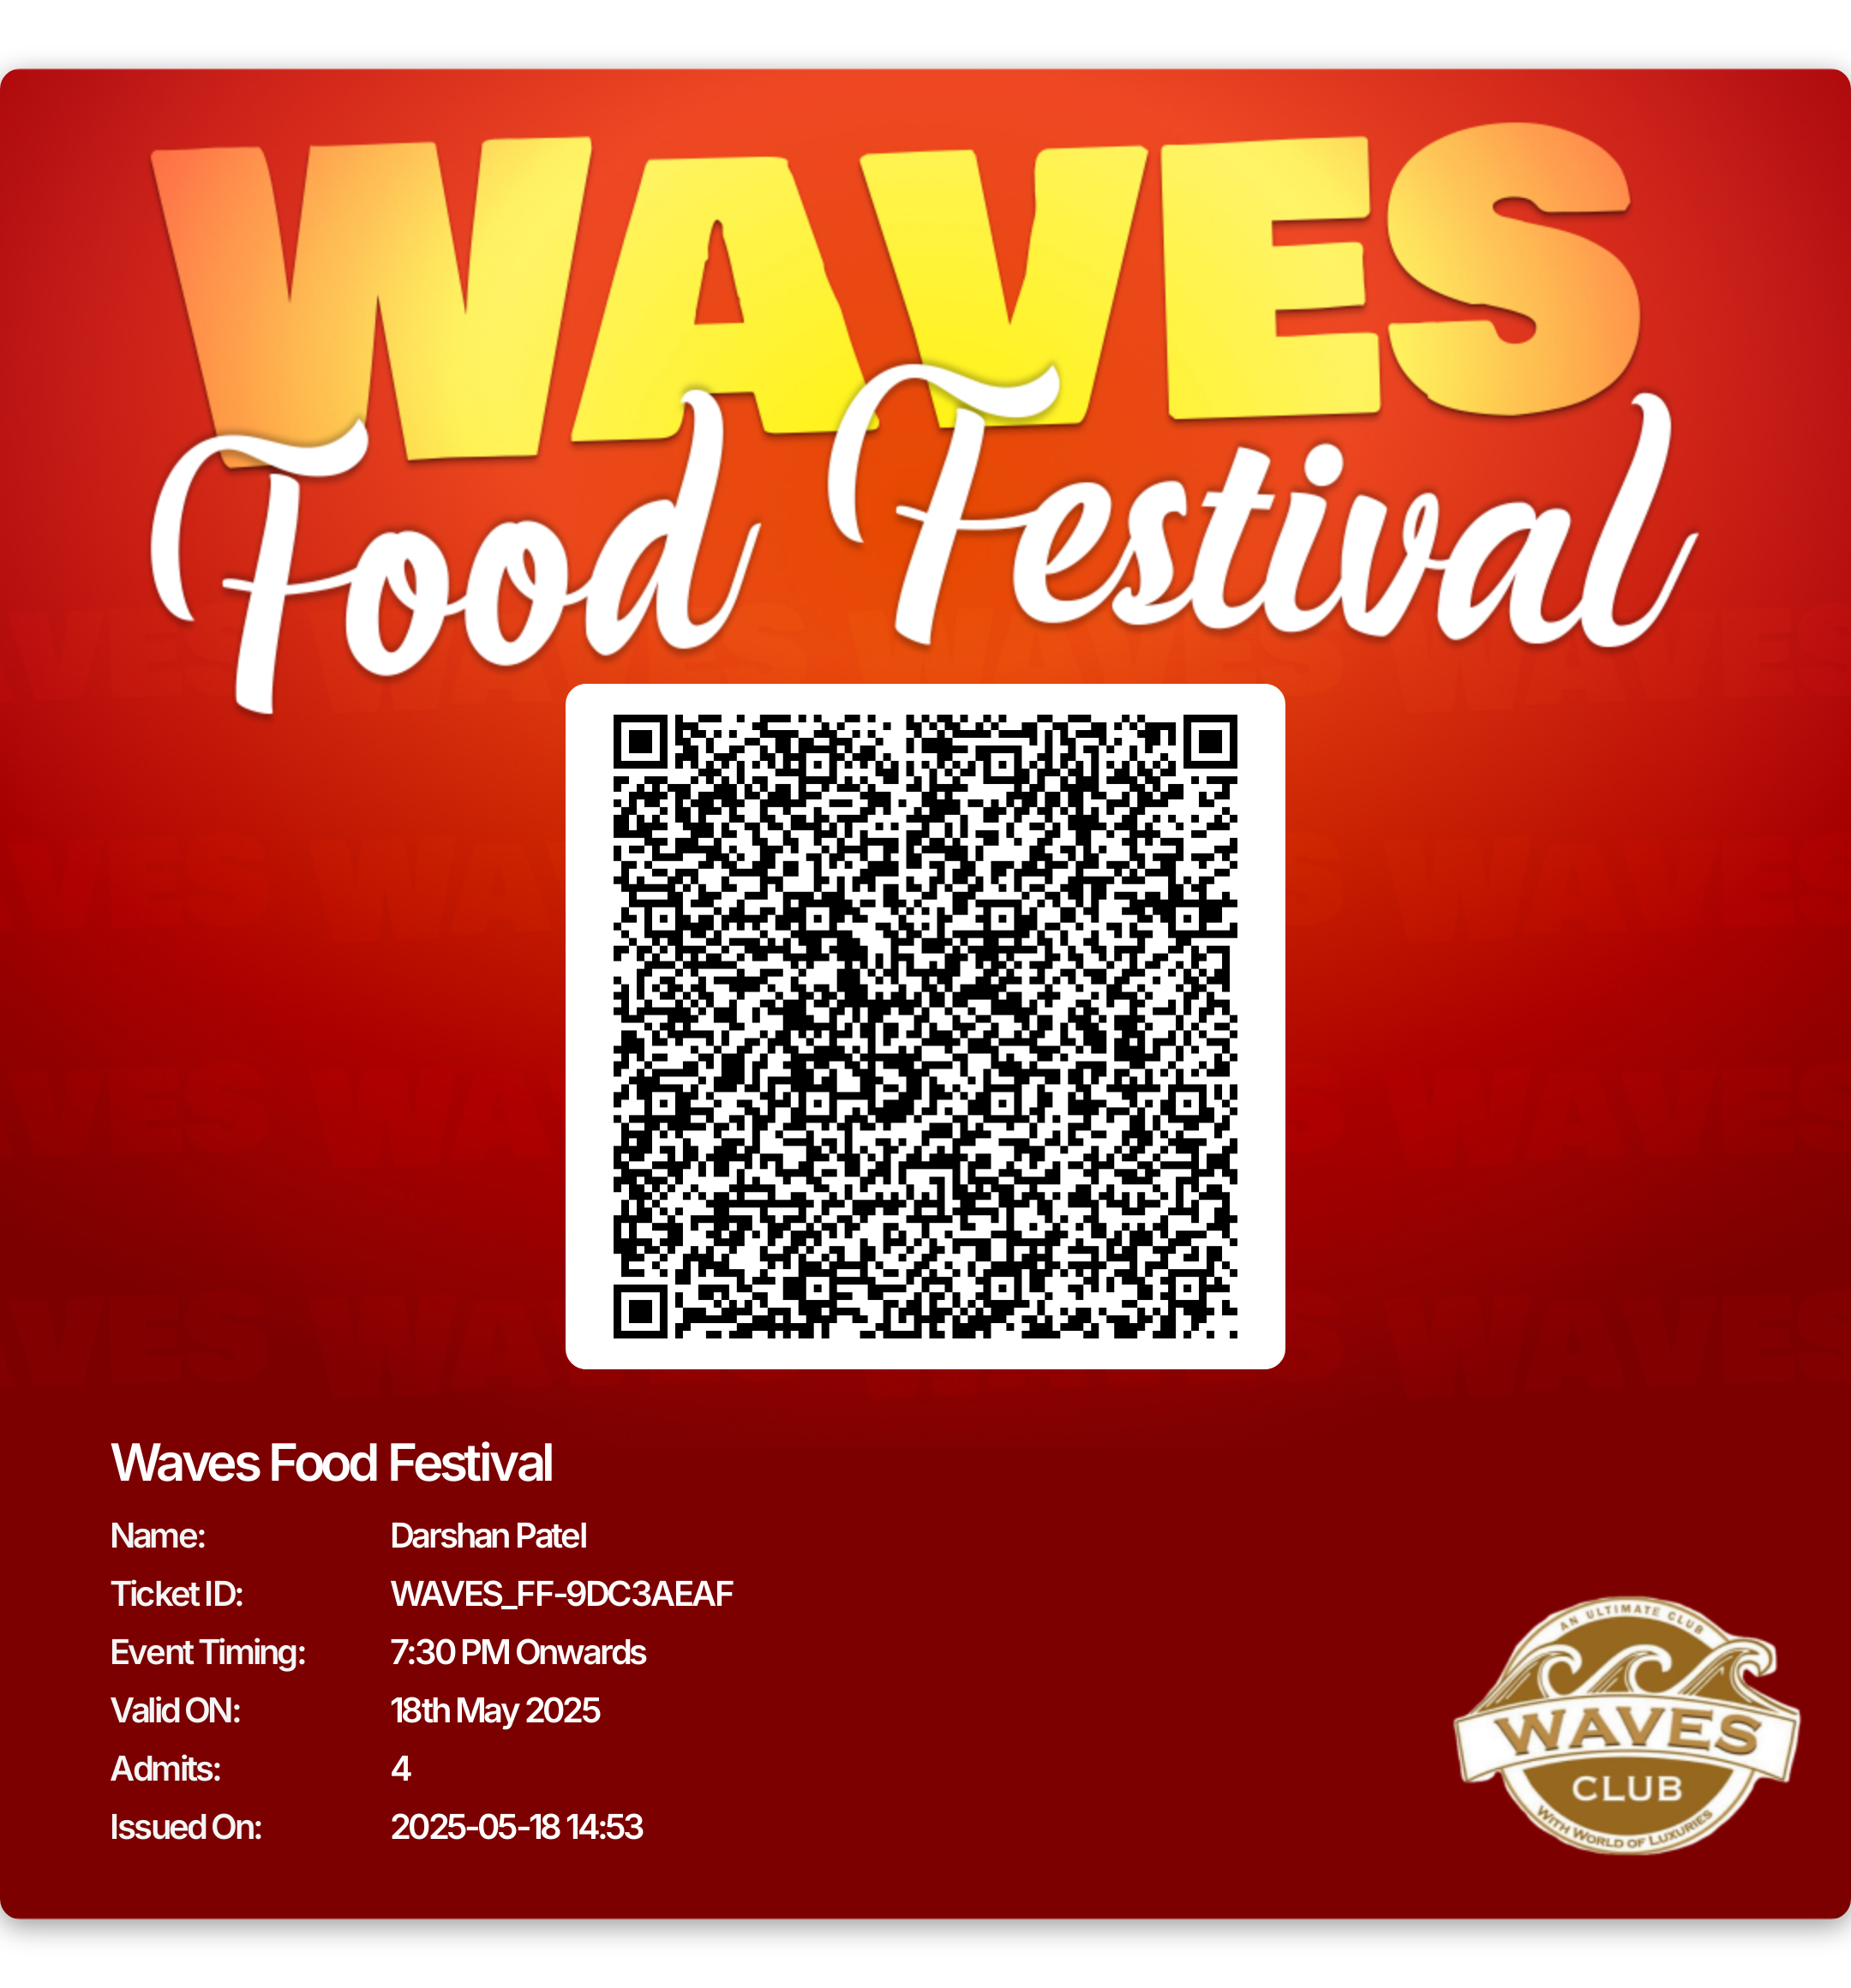 WAVES
Food Festival
Waves Food Festival
Name: Darshan Patel
Ticket ID: WAVES_FF-9DC3AEAF
Event Timing: 7:30 PM Onwards
Valid ON: 18th May 2025
Admits: 4
Issued On: 2025-05-18 14:53
AN ULTIMATE CLUB
WAVES
CLUB
WITH WORLD OF LUXURIES